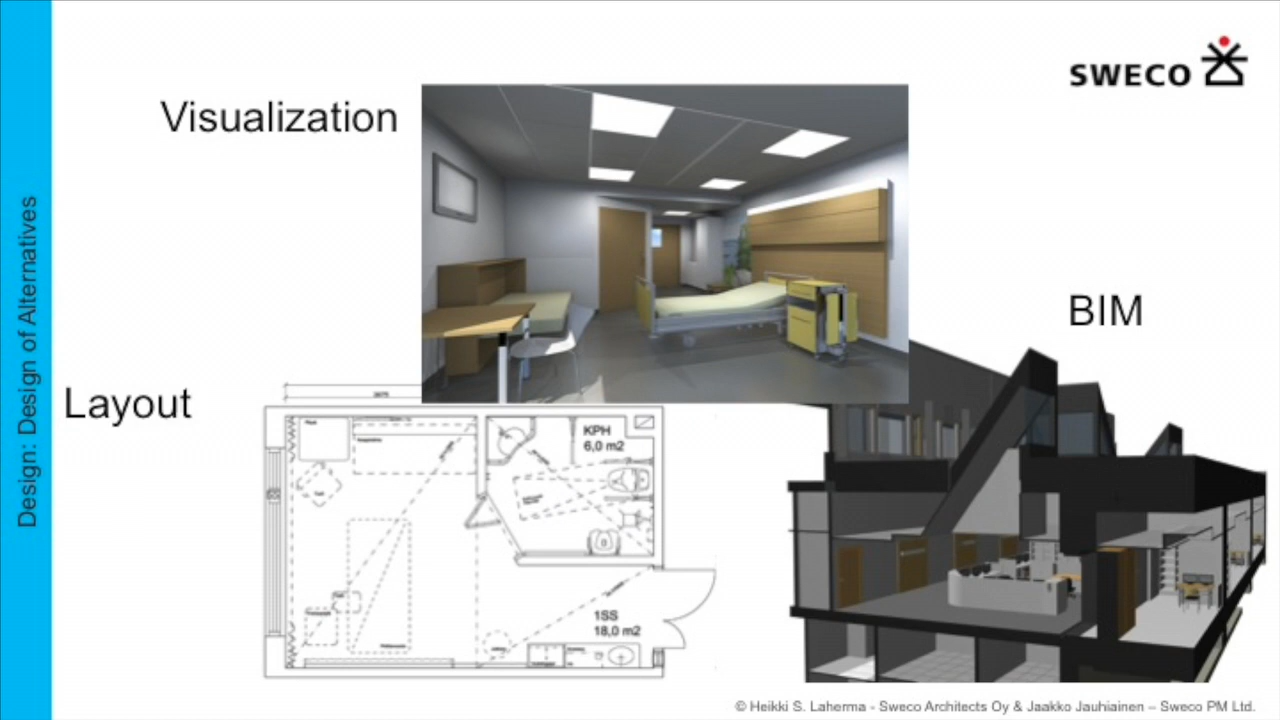 SWECO
Visualization
BIM
Layout
Design: Design of Alternatives
3675
KPH
6,0 m2
1SS
18,0 m2
© Heikki S. Laherma - Sweco Architects Oy & Jaakko Jauhiainen – Sweco PM Ltd.